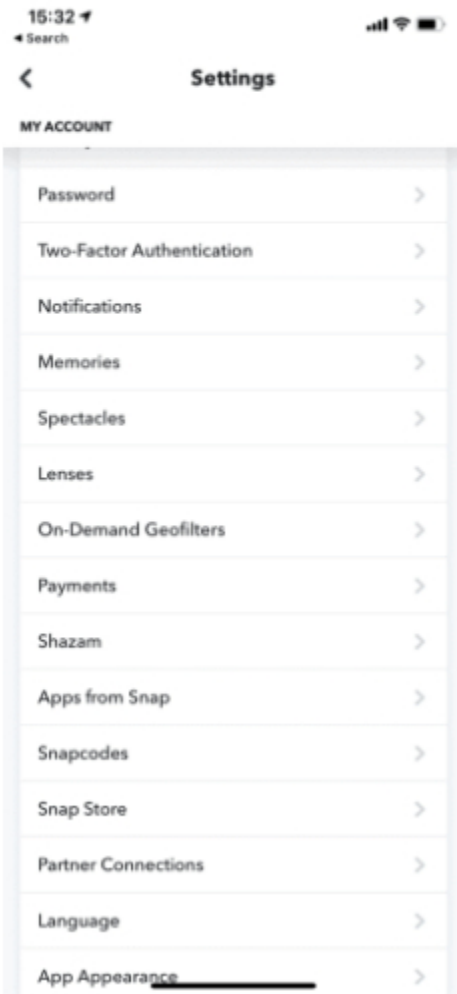 15:32
Search
Settings
MY ACCOUNT
Password
Two-Factor Authentication
Notifications
Memories
Spectacles
Lenses
On-Demand Geofilters
Payments
Shazam
Apps from Snap
Snapcodes
Snap Store
Partner Connections
Language
App Appearance